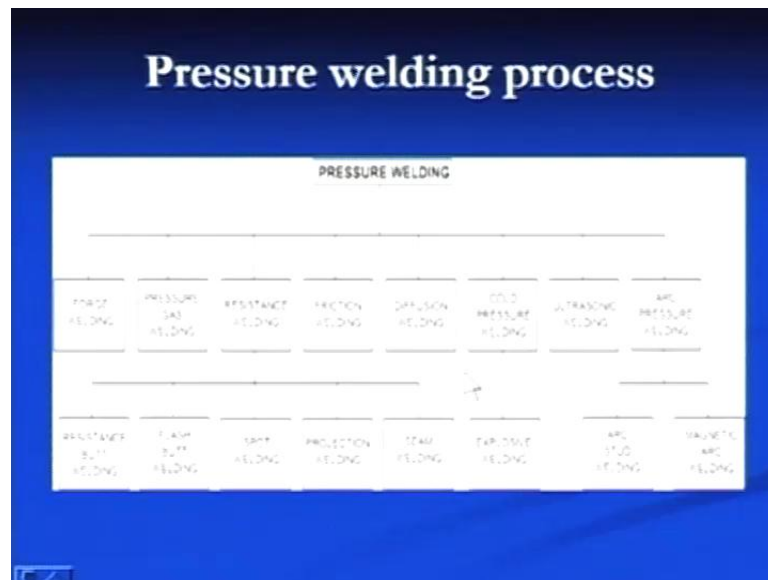 Pressure welding process
PRESSURE WELDING
FORGE
WELDING
PRESSURE
GAS
WELDING
RESISTANCE
WELDING
FRICTION
WELDING
DIFFUSION
WELDING
COLD
PRESSURE
WELDING
ULTRASONIC
WELDING
ARC
PRESSURE
WELDING
RESISTANCE
BUTT
WELDING
FLASH
BUTT
WELDING
SPOT
WELDING
PROJECTION
WELDING
SEAM
WELDING
EXPLOSIVE
WELDING
ARC
STUD
WELDING
MAGNETIC
ARC
WELDING